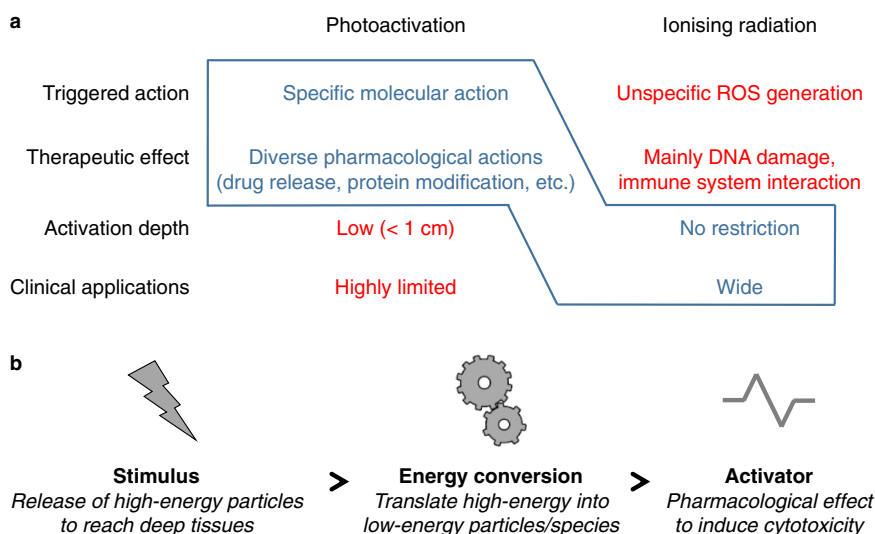 a
Photoactivation
Ionising radiation
Triggered action
Specific molecular action
Unspecific ROS generation
Therapeutic effect
Diverse pharmacological actions
(drug release, protein modification, etc.)
Mainly DNA damage,
immune system interaction
Activation depth
Low (< 1 cm)
No restriction
Clinical applications
Highly limited
Wide
b
Stimulus
Release of high-energy particles
to reach deep tissues
>
Energy conversion
Translate high-energy into
low-energy particles/species
>
Activator
Pharmacological effect
to induce cytotoxicity